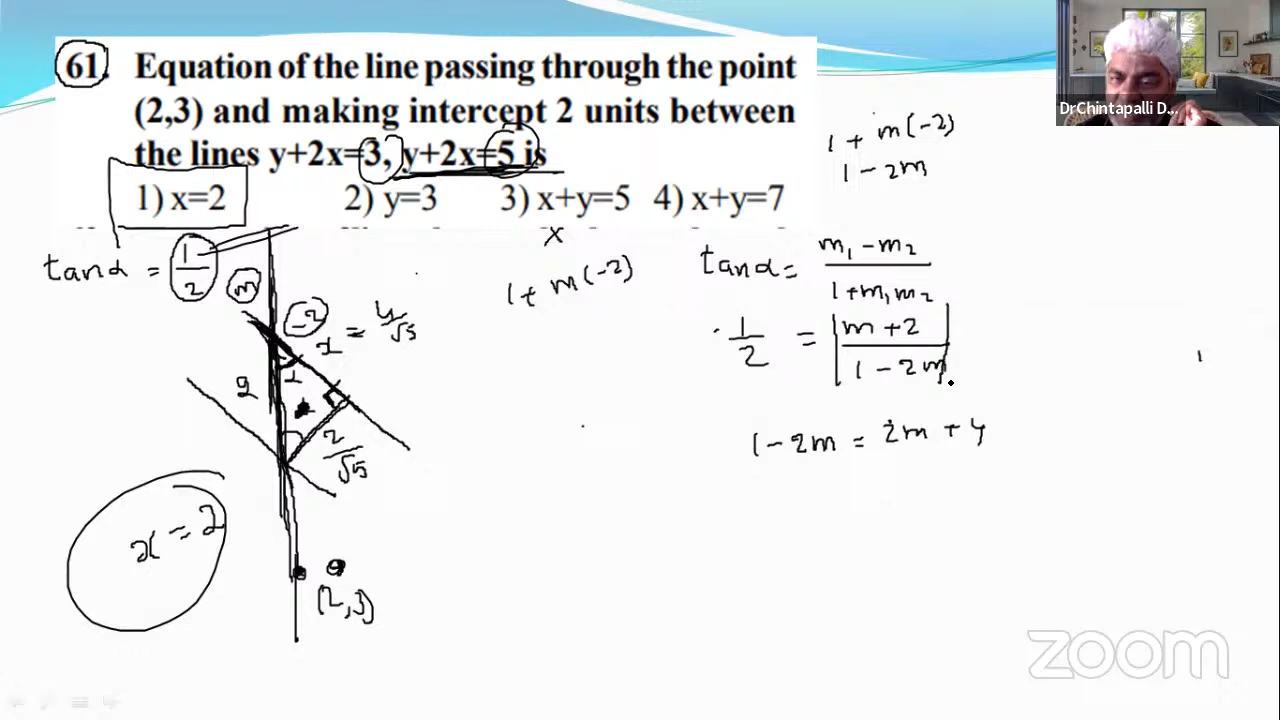 61. Equation of the line passing through the point
(2,3) and making intercept 2 units between
the lines y+2x=3, y+2x=5 is
1) x=2 2) y=3 3) x+y=5 4) x+y=7
DrChintapalli D...
1 + m(-2)
1 - 2m
x
tanα = 1/2
m
-2
x = 4/√5
1 + m(-2)
tanα = m₁ - m₂ / 1 + m₁m₂
1/2 = |m + 2 / 1 - 2m|
2
α
2/√5
1 - 2m = 2m + 4
x = 2
(2, 3)
zoom